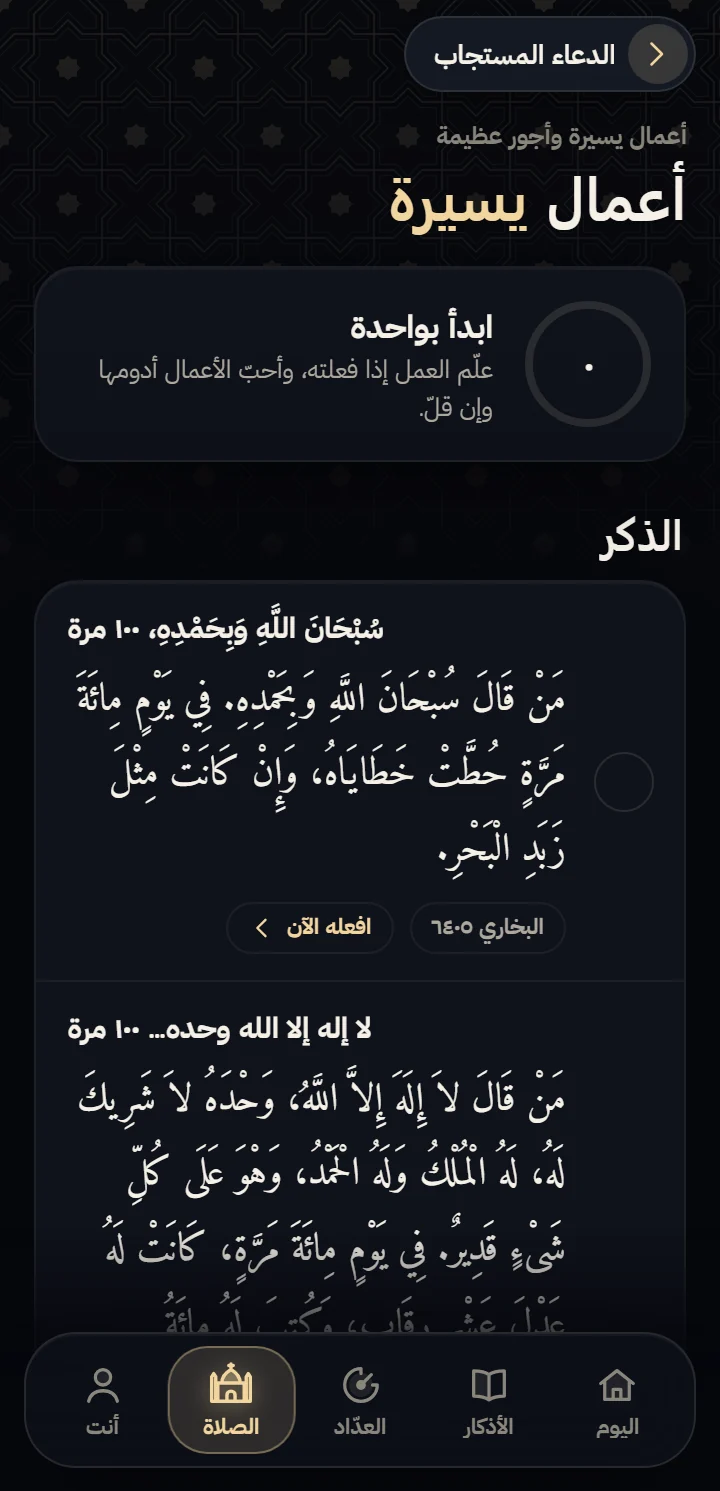 الدعاء المستجاب
أعمال يسيرة وأجور عظيمة
أعمال يسيرة
ابدأ بواحدة
علّم العمل إذا فعلته، وأحبّ الأعمال أدومها
وإن قلّ.
الذكر
سُبْحَانَ اللَّهِ وَبِحَمْدِهِ، ١٠٠ مرة
مَنْ قَالَ سُبْحَانَ اللَّهِ وَبِحَمْدِهِ. فِي يَوْمٍ مِائَةَ
مَرَّةٍ حُطَّتْ خَطَايَاهُ، وَإِنْ كَانَتْ مِثْلَ
زَبَدِ الْبَحْرِ.
البخاري ٦٤٠٥
افعله الآن
لا إله إلا الله وحده… ١٠٠ مرة
مَنْ قَالَ لاَ إِلَهَ إِلاَّ اللَّهُ، وَحْدَهُ لاَ شَرِيكَ
لَهُ، لَهُ الْمُلْكُ وَلَهُ الْحَمْدُ، وَهْوَ عَلَى كُلِّ
شَىْءٍ قَدِيرٌ. فِي يَوْمٍ مِائَةَ مَرَّةٍ، كَانَتْ لَهُ
عَدْلَ عَشْرِ رِقَابٍ، وَكُتِبَ لَهُ مِائَةُ
اليوم
الأذكار
العدّاد
الصلاة
أنت